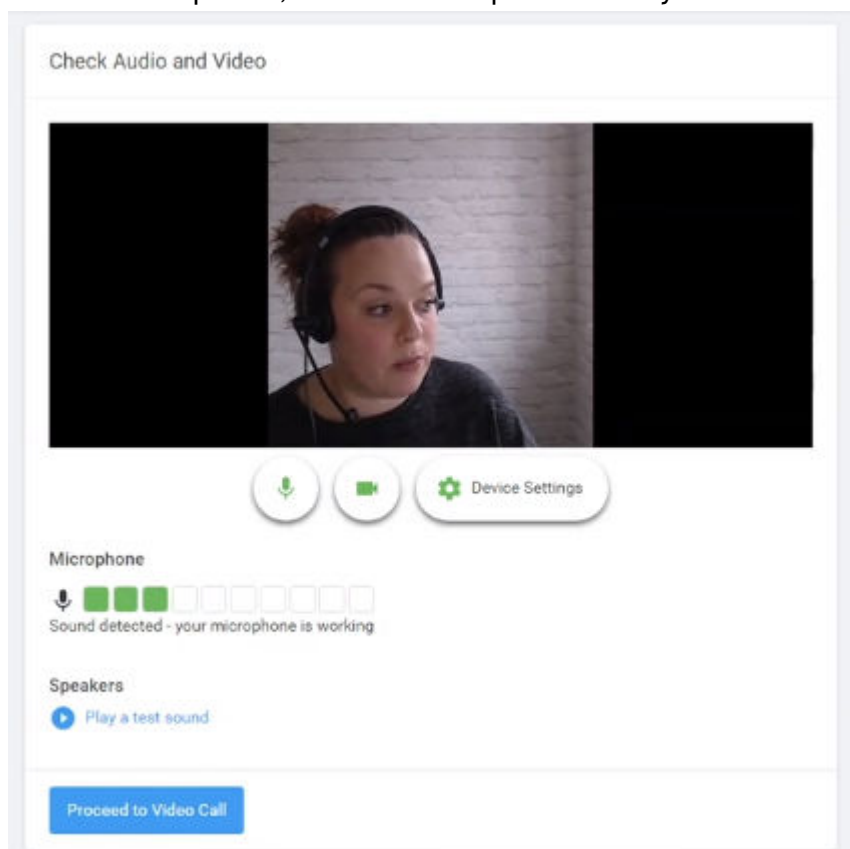 Check Audio and Video
Device Settings
Microphone
Sound detected - your microphone is working
Speakers
Play a test sound
Proceed to Video Call